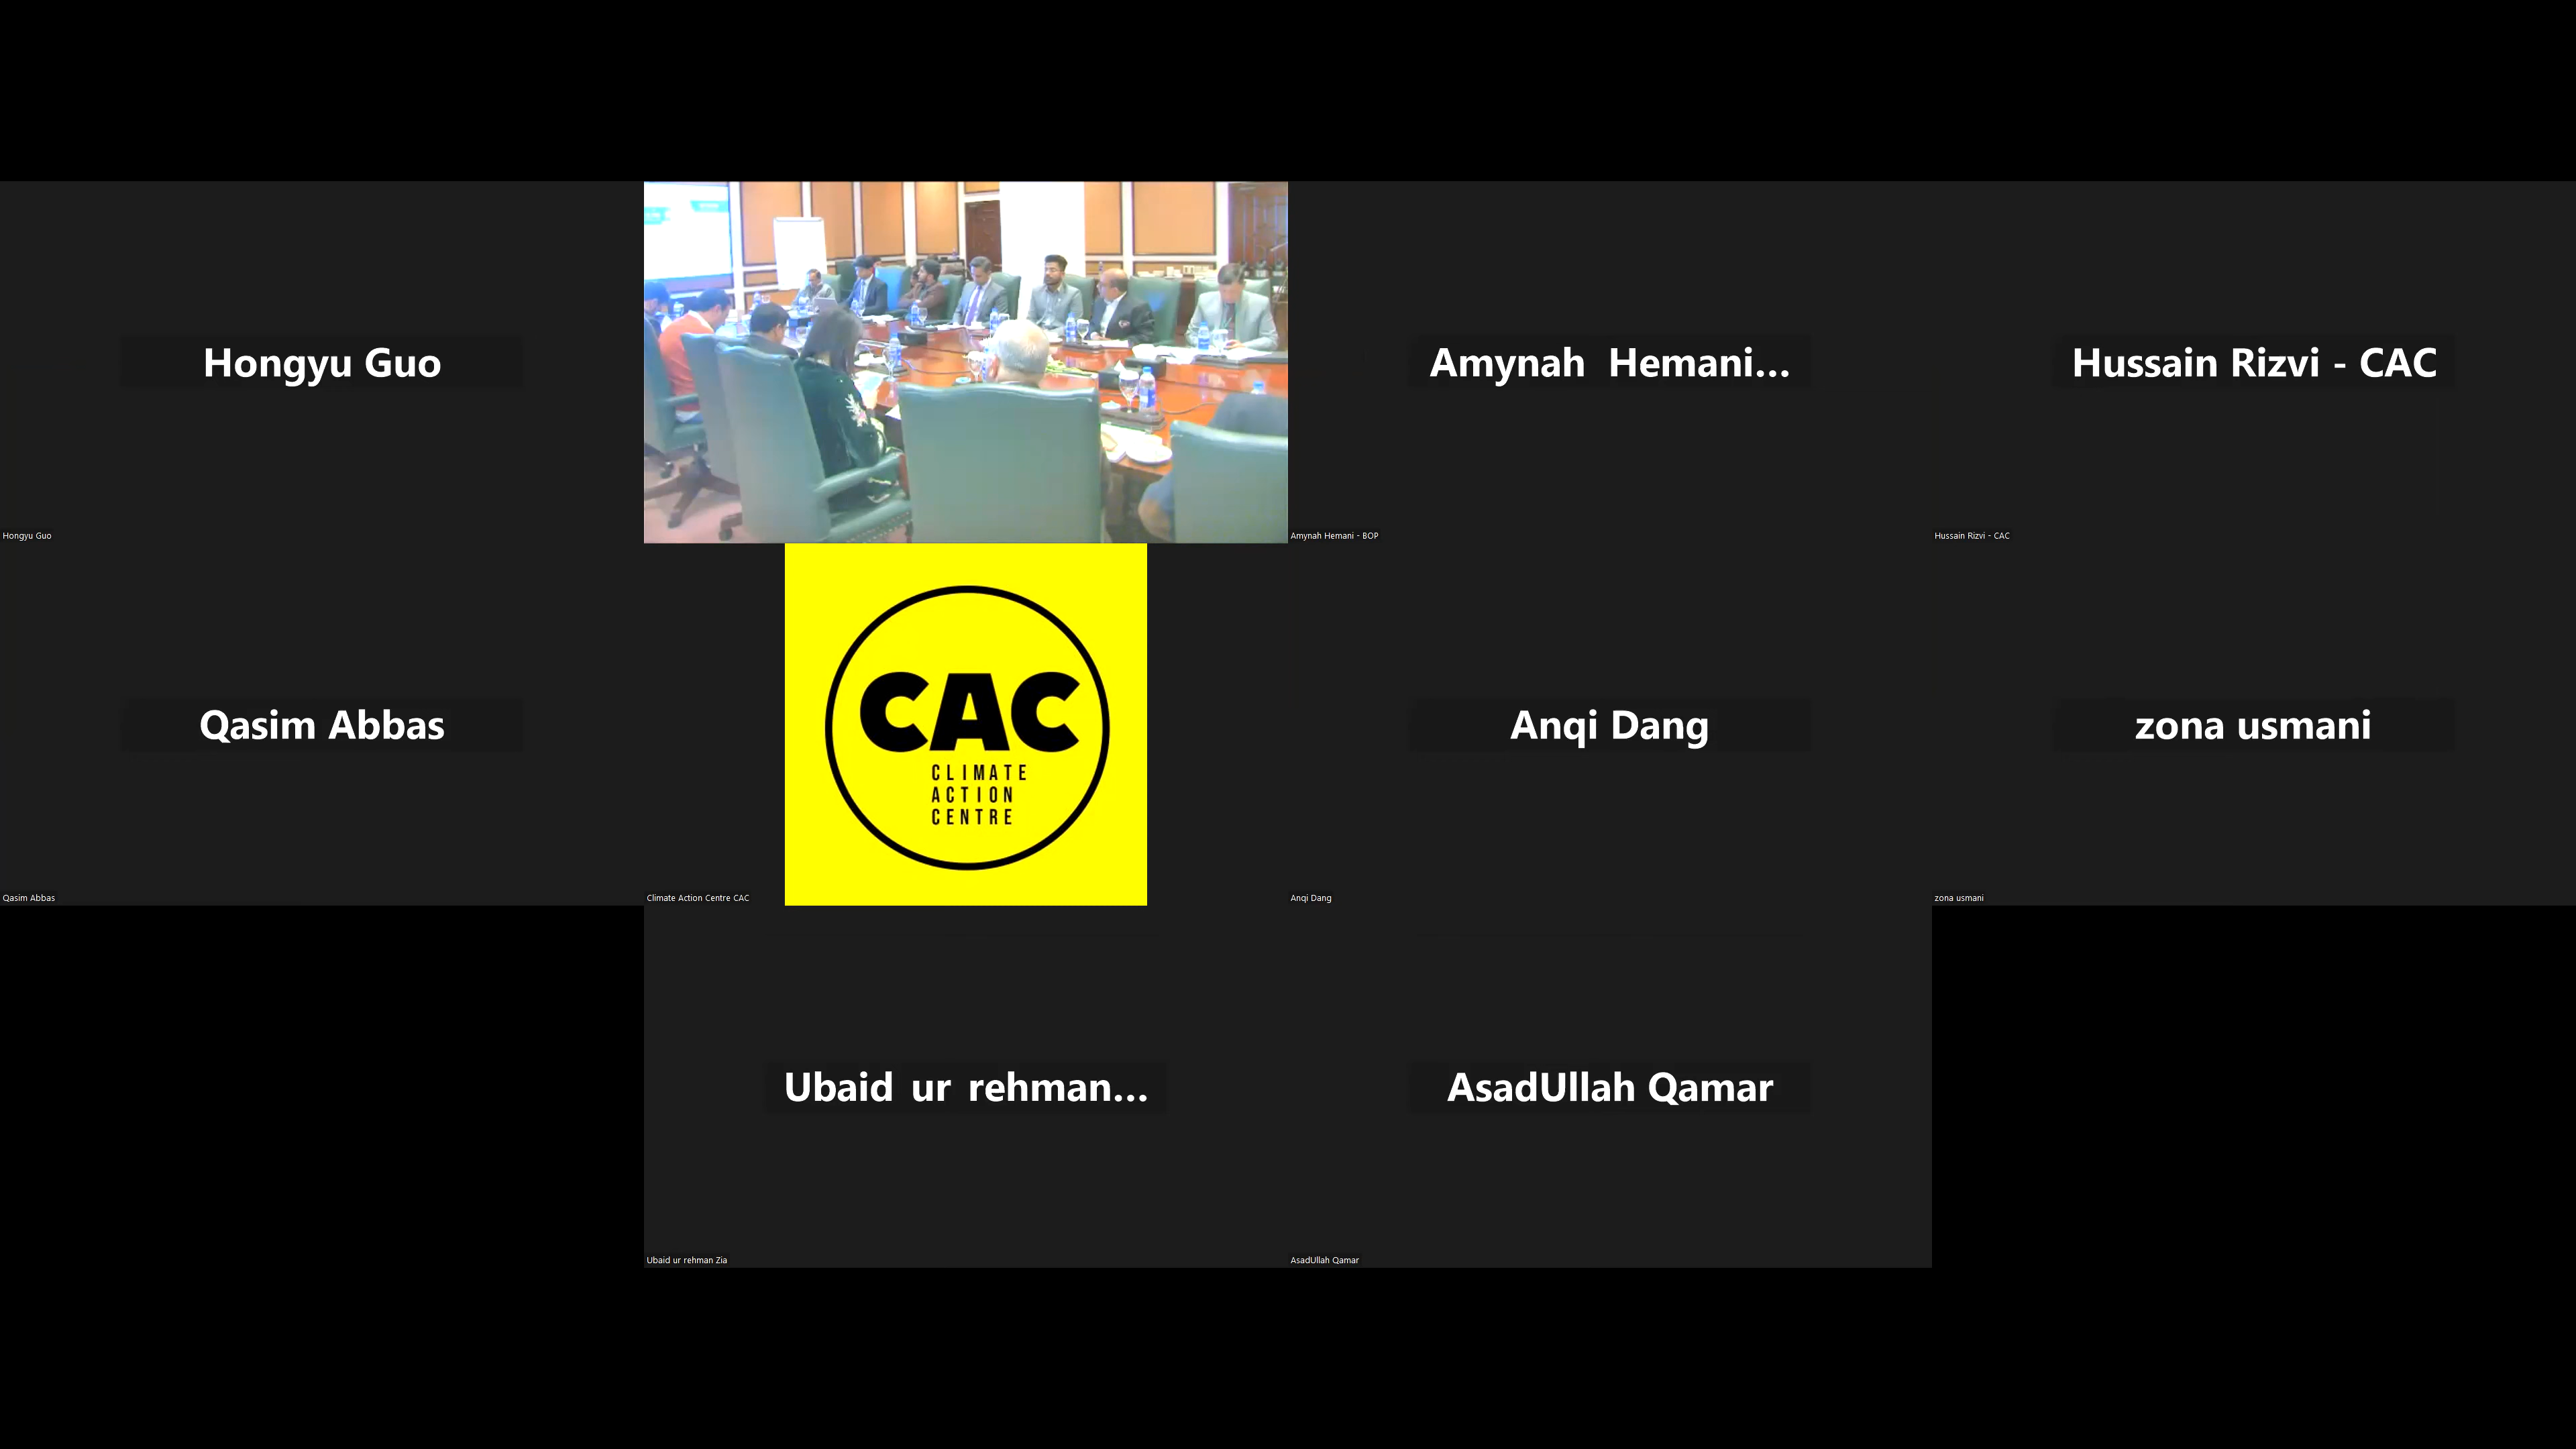 Hongyu Guo
Amynah Hemani...
Hussain Rizvi - CAC
Hongyu Guo
Amynah Hemani - BOP
Hussain Rizvi - CAC
Qasim Abbas
CAC
CLIMATE
ACTION
CENTRE
Anqi Dang
zona usmani
Qasim Abbas
Climate Action Centre CAC
Anqi Dang
zona usmani
Ubaid ur rehman...
AsadUllah Qamar
Ubaid ur rehman Zia
AsadUllah Qamar